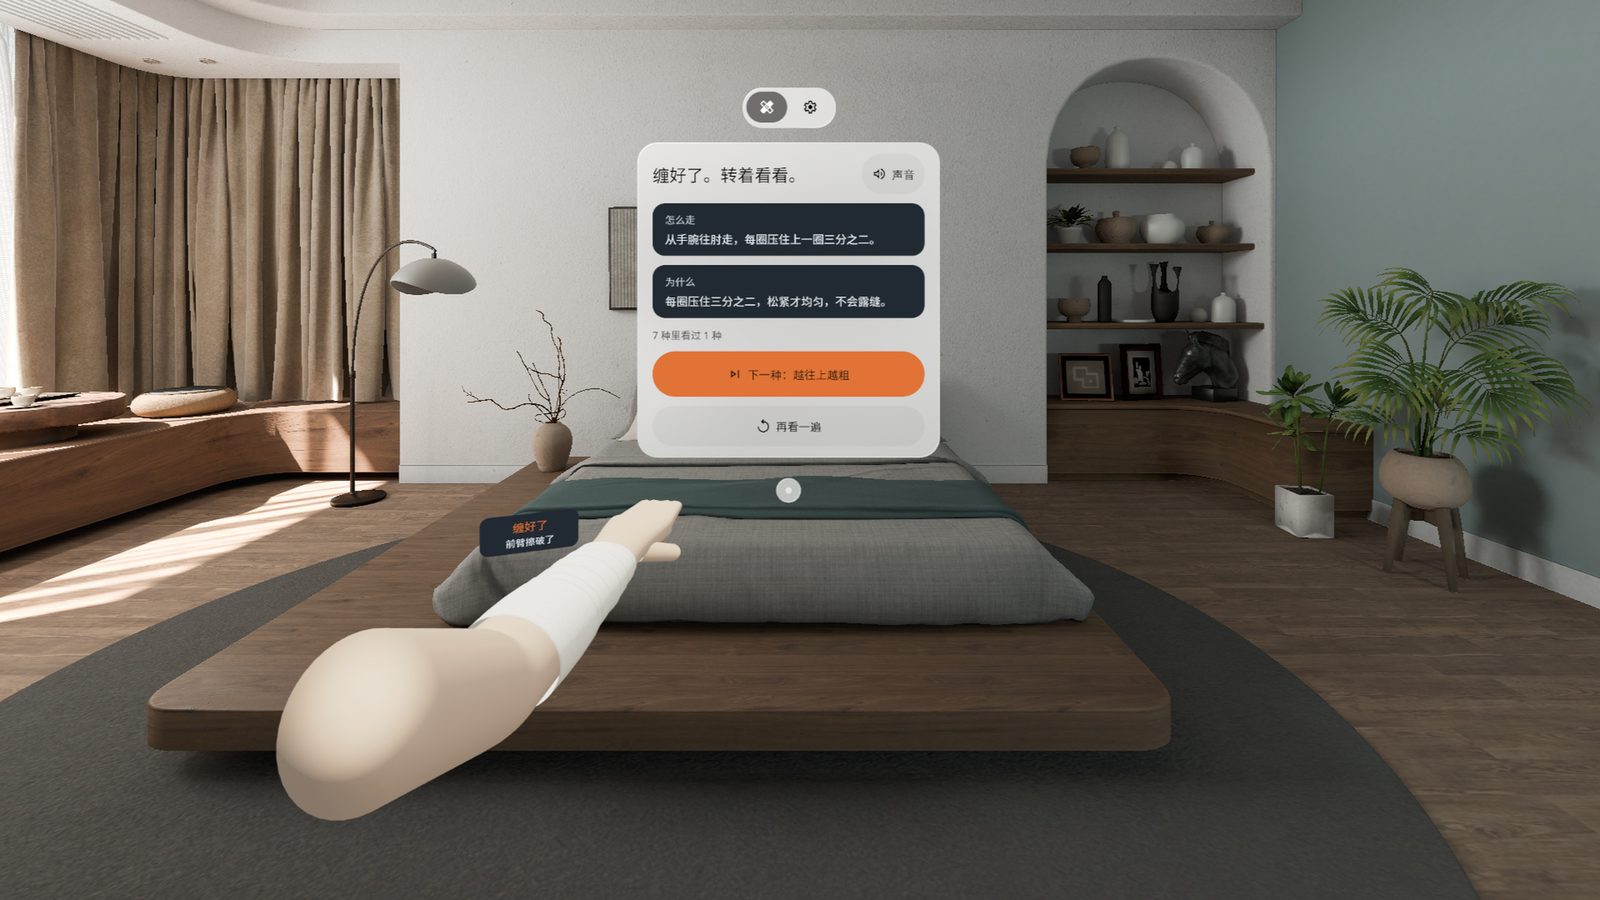 缠好了。转着看看。
声音
怎么走
从手腕往肘走，每圈压住上一圈三分之二。
为什么
每圈压住三分之二，松紧才均匀，不会露缝。
7 种里看过 1 种
下一种：越往上越粗
再看一遍
缠好了
前臂擦破了